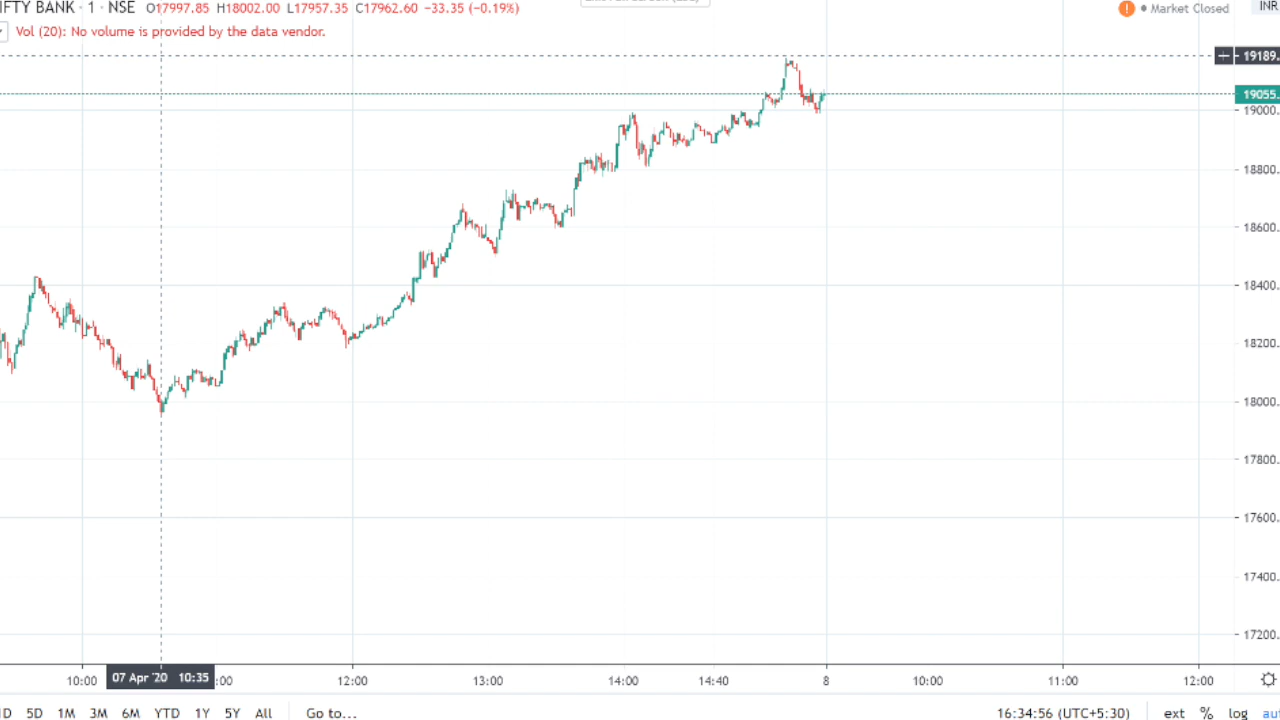 IFTY BANK · 1 · NSE O17997.85 H18002.00 L17957.35 C17962.60 −33.35 (−0.19%)
Market Closed
INR
Vol (20): No volume is provided by the data vendor.
19189.
19055.
19000.
18800.
18600.
18400.
18200.
18000.
17800.
17600.
17400.
17200.
10:00 07 Apr '20 10:35 :00 12:00 13:00 14:00 14:40 8 10:00 11:00 12:00
1D 5D 1M 3M 6M YTD 1Y 5Y All Go to... 16:34:56 (UTC+5:30) ext % log aut